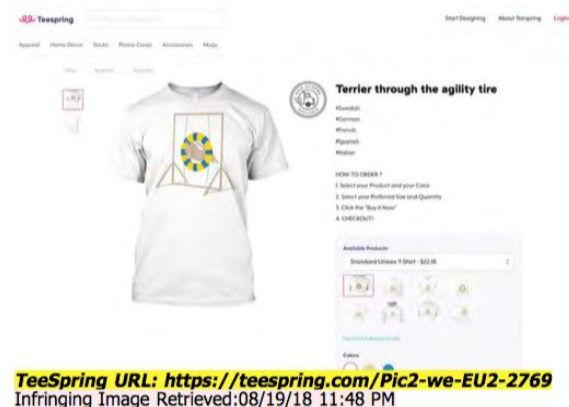 Teespring
Start Designing About Teespring Login
Apparel Home Decor Socks Phone Cases Accessories Mugs
Terrier through the agility tire
#Swedish
#German
#French
#Spanish
#Italian
HOW TO ORDER ?
1. Select your Product and your Color
2. Select your Preferred Size and Quantity
3. Click the "Buy it Now"
4. CHECKOUT!
Available Products:
Standard Unisex T-Shirt - $22.16
Colors
TeeSpring URL: https://teespring.com/Pic2-we-EU2-2769
Infringing Image Retrieved:08/19/18 11:48 PM